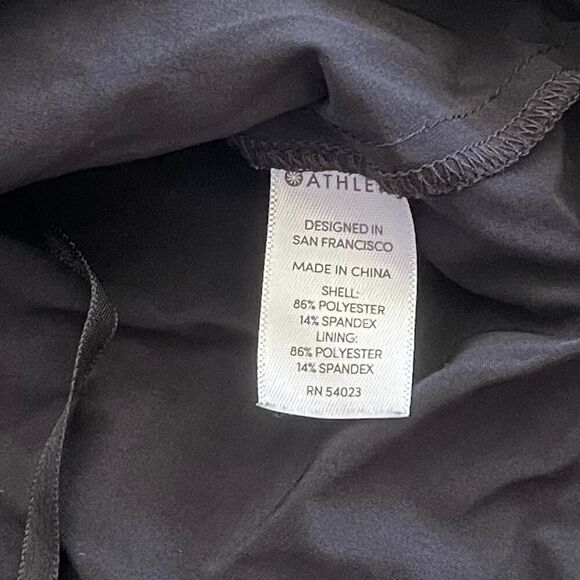 ATHLE
DESIGNED IN
SAN FRANCISCO
MADE IN CHINA
SHELL:
86% POLYESTER
14% SPANDEX
LINING:
86% POLYESTER
14% SPANDEX
RN 54023